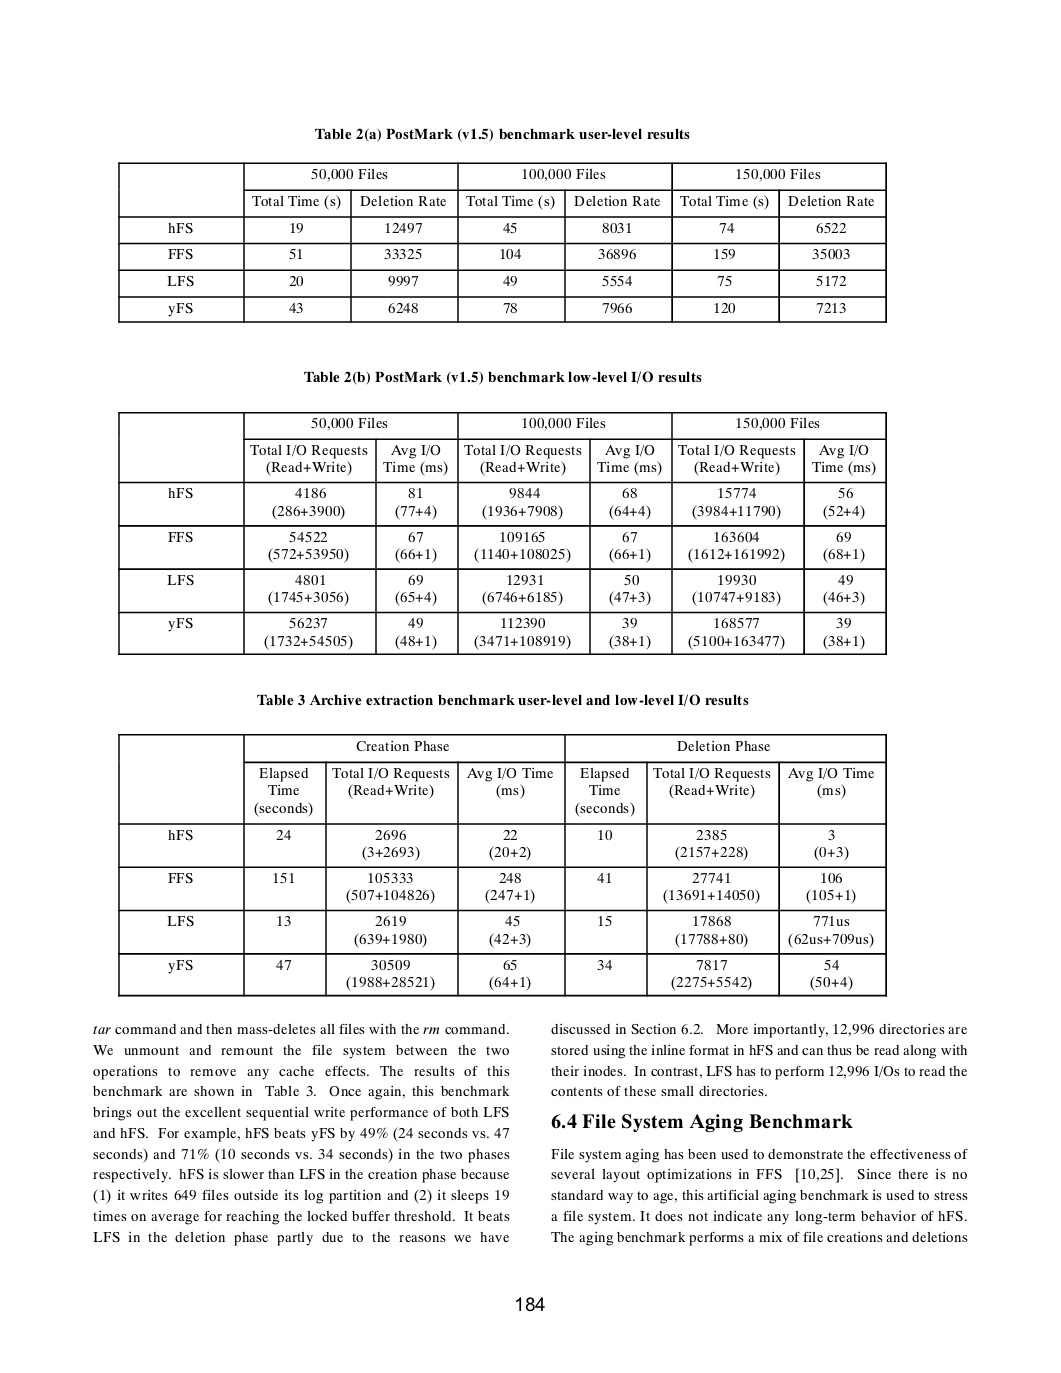 Table 2(a) PostMark (v1.5) benchmark user-level results
50,000 Files 100,000 Files 150,000 Files
Total Time (s) Deletion Rate Total Time (s) Deletion Rate Total Time (s) Deletion Rate
hFS 19 12497 45 8031 74 6522
FFS 51 33325 104 36896 159 35003
LFS 20 9997 49 5554 75 5172
yFS 43 6248 78 7966 120 7213
Table 2(b) PostMark (v1.5) benchmark low-level I/O results
50,000 Files 100,000 Files 150,000 Files
Total I/O Requests Avg I/O Total I/O Requests Avg I/O Total I/O Requests Avg I/O
(Read+Write) Time (ms) (Read+Write) Time (ms) (Read+Write) Time (ms)
hFS 4186 81 9844 68 15774 56
(286+3900) (77+4) (1936+7908) (64+4) (3984+11790) (52+4)
FFS 54522 67 109165 67 163604 69
(572+53950) (66+1) (1140+108025) (66+1) (1612+161992) (68+1)
LFS 4801 69 12931 50 19930 49
(1745+3056) (65+4) (6746+6185) (47+3) (10747+9183) (46+3)
yFS 56237 49 112390 39 168577 39
(1732+54505) (48+1) (3471+108919) (38+1) (5100+163477) (38+1)
Table 3 Archive extraction benchmark user-level and low-level I/O results
Creation Phase Deletion Phase
Elapsed Total I/O Requests Avg I/O Time Elapsed Total I/O Requests Avg I/O Time
Time (Read+Write) (ms) Time (Read+Write) (ms)
(seconds) (seconds)
hFS 24 2696 22 10 2385 3
(3+2693) (20+2) (2157+228) (0+3)
FFS 151 105333 248 41 27741 106
(507+104826) (247+1) (13691+14050) (105+1)
LFS 13 2619 45 15 17868 771us
(639+1980) (42+3) (17788+80) (62us+709us)
yFS 47 30509 65 34 7817 54
(1988+28521) (64+1) (2275+5542) (50+4)
tar command and then mass-deletes all files with the rm command.
We unmount and remount the file system between the two
operations to remove any cache effects. The results of this
benchmark are shown in Table 3. Once again, this benchmark
brings out the excellent sequential write performance of both LFS
and hFS. For example, hFS beats yFS by 49% (24 seconds vs. 47
seconds) and 71% (10 seconds vs. 34 seconds) in the two phases
respectively. hFS is slower than LFS in the creation phase because
(1) it writes 649 files outside its log partition and (2) it sleeps 19
times on average for reaching the locked buffer threshold. It beats
LFS in the deletion phase partly due to the reasons we have
discussed in Section 6.2. More importantly, 12,996 directories are
stored using the inline format in hFS and can thus be read along with
their inodes. In contrast, LFS has to perform 12,996 I/Os to read the
contents of these small directories.
6.4 File System Aging Benchmark
File system aging has been used to demonstrate the effectiveness of
several layout optimizations in FFS [10,25]. Since there is no
standard way to age, this artificial aging benchmark is used to stress
a file system. It does not indicate any long-term behavior of hFS.
The aging benchmark performs a mix of file creations and deletions
184